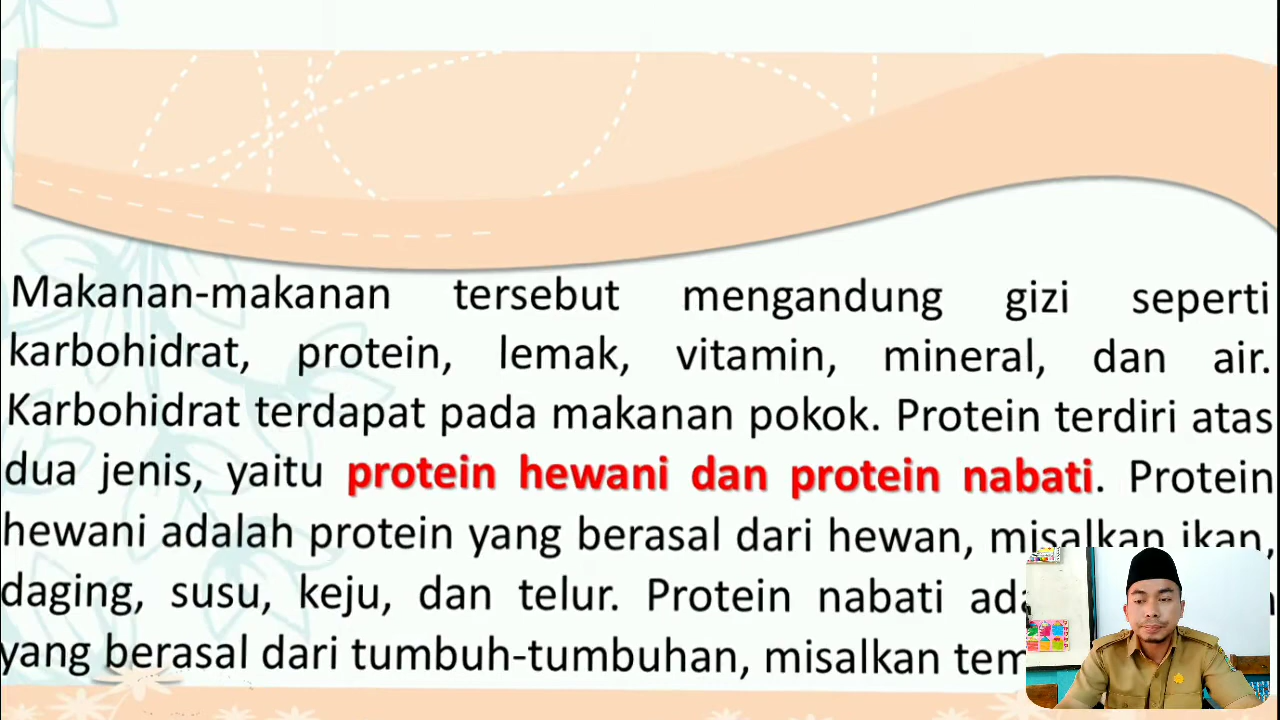 Makanan-makanan tersebut mengandung gizi seperti
karbohidrat, protein, lemak, vitamin, mineral, dan air.
Karbohidrat terdapat pada makanan pokok. Protein terdiri atas
dua jenis, yaitu protein hewani dan protein nabati. Protein
hewani adalah protein yang berasal dari hewan, misalkan ikan,
daging, susu, keju, dan telur. Protein nabati
yang berasal dari tumbuh-tumbuhan, misalkan